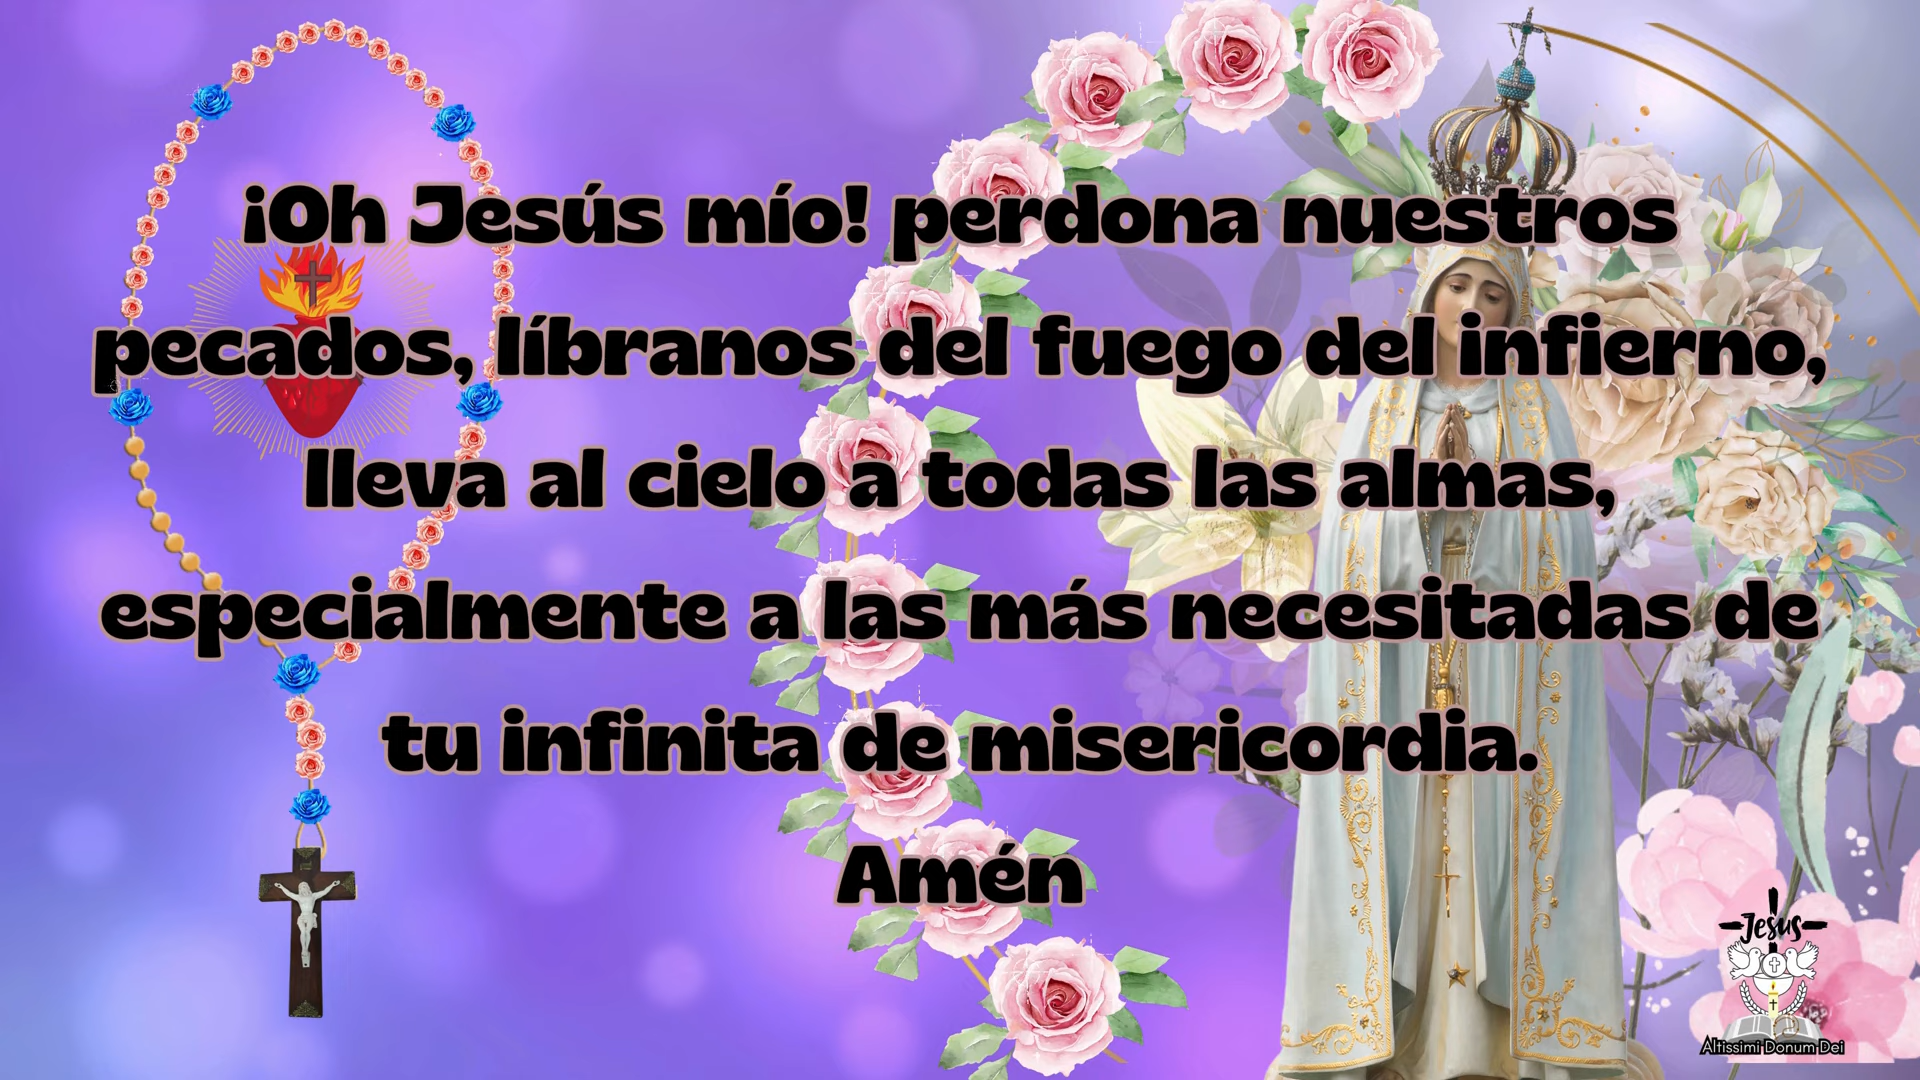 ¡Oh Jesús mío! perdona nuestros
pecados, líbranos del fuego del infierno,
lleva al cielo a todas las almas,
especialmente a las más necesitadas de
tu infinita de misericordia.
Amén
Jesus
Altissimi Donum Dei